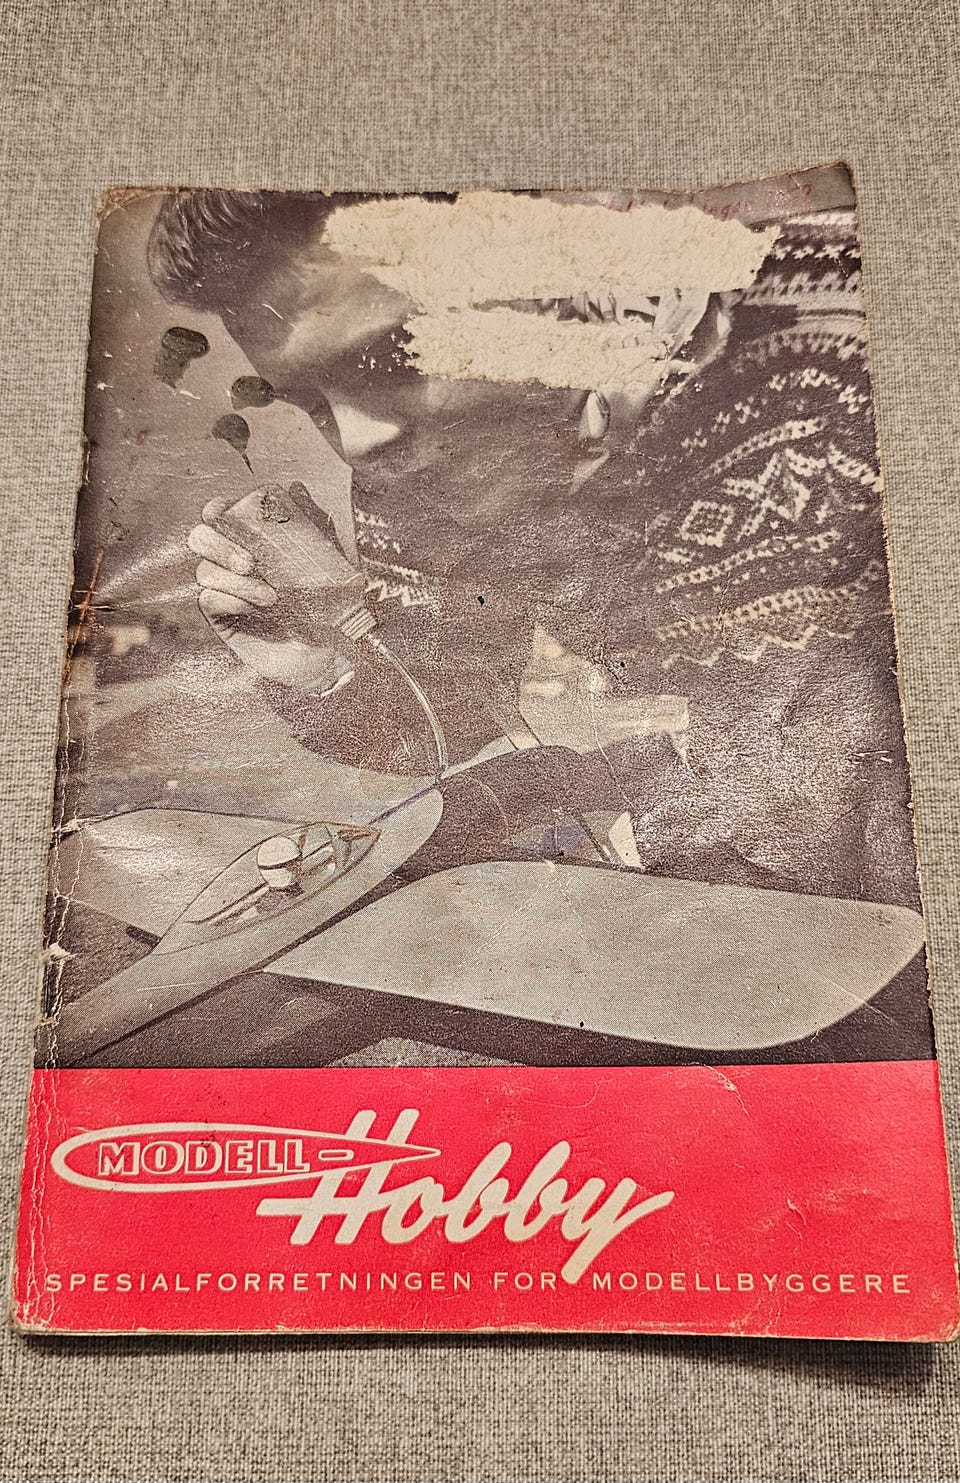 MODELL-
Hobby
SPESIALFORRETNINGEN FOR MODELLBYGGERE